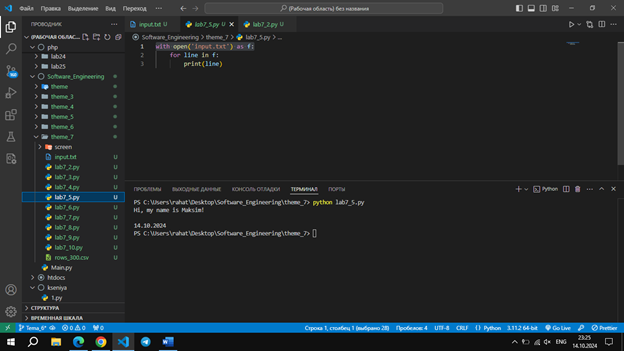 Файл Правка Выделение Вид Переход ···
(Рабочая область) без названия
ПРОВОДНИК ···
input.txt U
lab7_5.py U
lab7_2.py U
(РАБОЧАЯ ОБЛАС...
Software_Engineering > theme_7 > lab7_5.py > ...
php
lab24
lab25
Software_Engineering
theme
theme_3
theme_4
theme_5
theme_6
theme_7
screen
input.txt U
lab7_2.py U
lab7_3.py U
lab7_4.py U
lab7_5.py U
lab7_6.py U
lab7_7.py U
lab7_8.py U
lab7_9.py U
lab7_10.py U
rows_300.csv U
Main.py
htdocs
kseniya
1.py
СТРУКТУРА
ВРЕМЕННАЯ ШКАЛА
1 with open('input.txt') as f:
2 for line in f:
3 print(line)
ПРОБЛЕМЫ ВЫХОДНЫЕ ДАННЫЕ КОНСОЛЬ ОТЛАДКИ ТЕРМИНАЛ ПОРТЫ
Python
PS C:\Users\rahat\Desktop\Software_Engineering\theme_7> python lab7_5.py
Hi, my name is Maksim!
14.10.2024
PS C:\Users\rahat\Desktop\Software_Engineering\theme_7>
Tema_6* 0 0 0 Строка 1, столбец 1 (выбрано 28) Пробелов: 4 UTF-8 CRLF Python 3.11.2 64-bit Go Live Prettier
ENG 23:25
14.10.2024